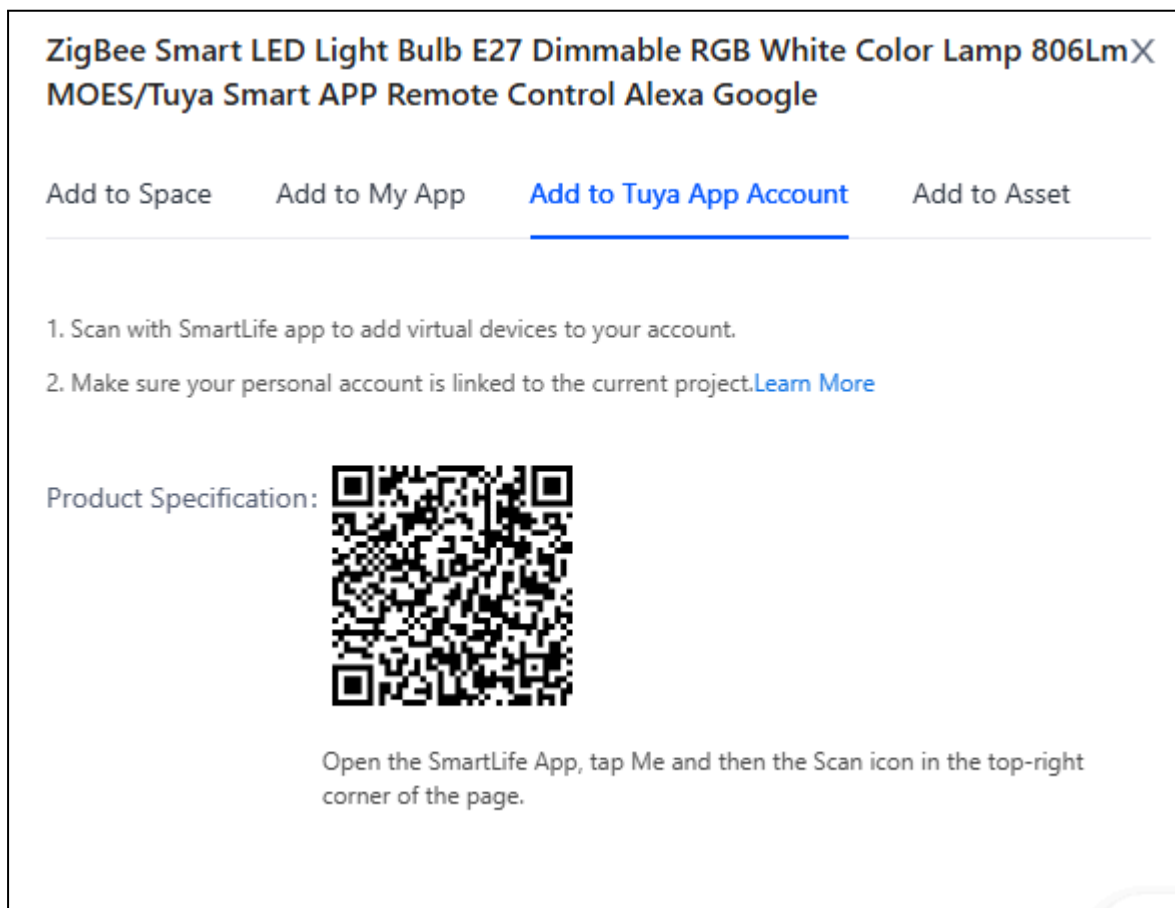 ZigBee Smart LED Light Bulb E27 Dimmable RGB White Color Lamp 806Lm X
MOES/Tuya Smart APP Remote Control Alexa Google
Add to Space Add to My App Add to Tuya App Account Add to Asset
1. Scan with SmartLife app to add virtual devices to your account.
2. Make sure your personal account is linked to the current project.Learn More
Product Specification:
Open the SmartLife App, tap Me and then the Scan icon in the top-right
corner of the page.